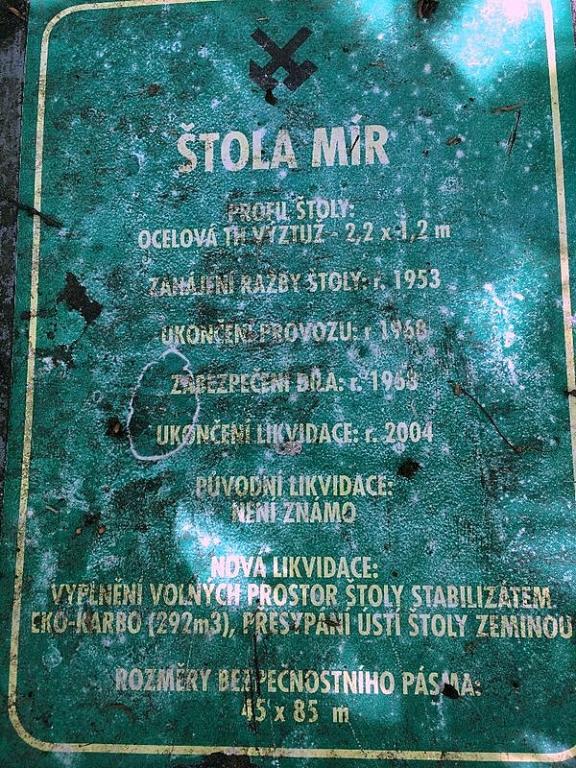 ŠTOLA MÍR
PROFIL ŠTOLY:
OCELOVÁ TH VÝZTUŽ - 2,2 x 1,2 m
ZAHÁJENÍ RAŽBY ŠTOLY: r. 1953
UKONČENÍ PROVOZU: r 1968
ZABEZPEČENÍ DÍLA: r. 1968
UKONČENÍ LIKVIDACE: r. 2004
PŮVODNÍ LIKVIDACE:
NENÍ ZNÁMO
NOVÁ LIKVIDACE:
VYPLNĚNÍ VOLNÝCH PROSTOR ŠTOLY STABILIZÁTEM
EKO-KARBO (292m3), PŘESYPÁNÍ ÚSTÍ ŠTOLY ZEMINOU
ROZMĚRY BEZPEČNOSTNÍHO PÁSMA:
45 x 85 m